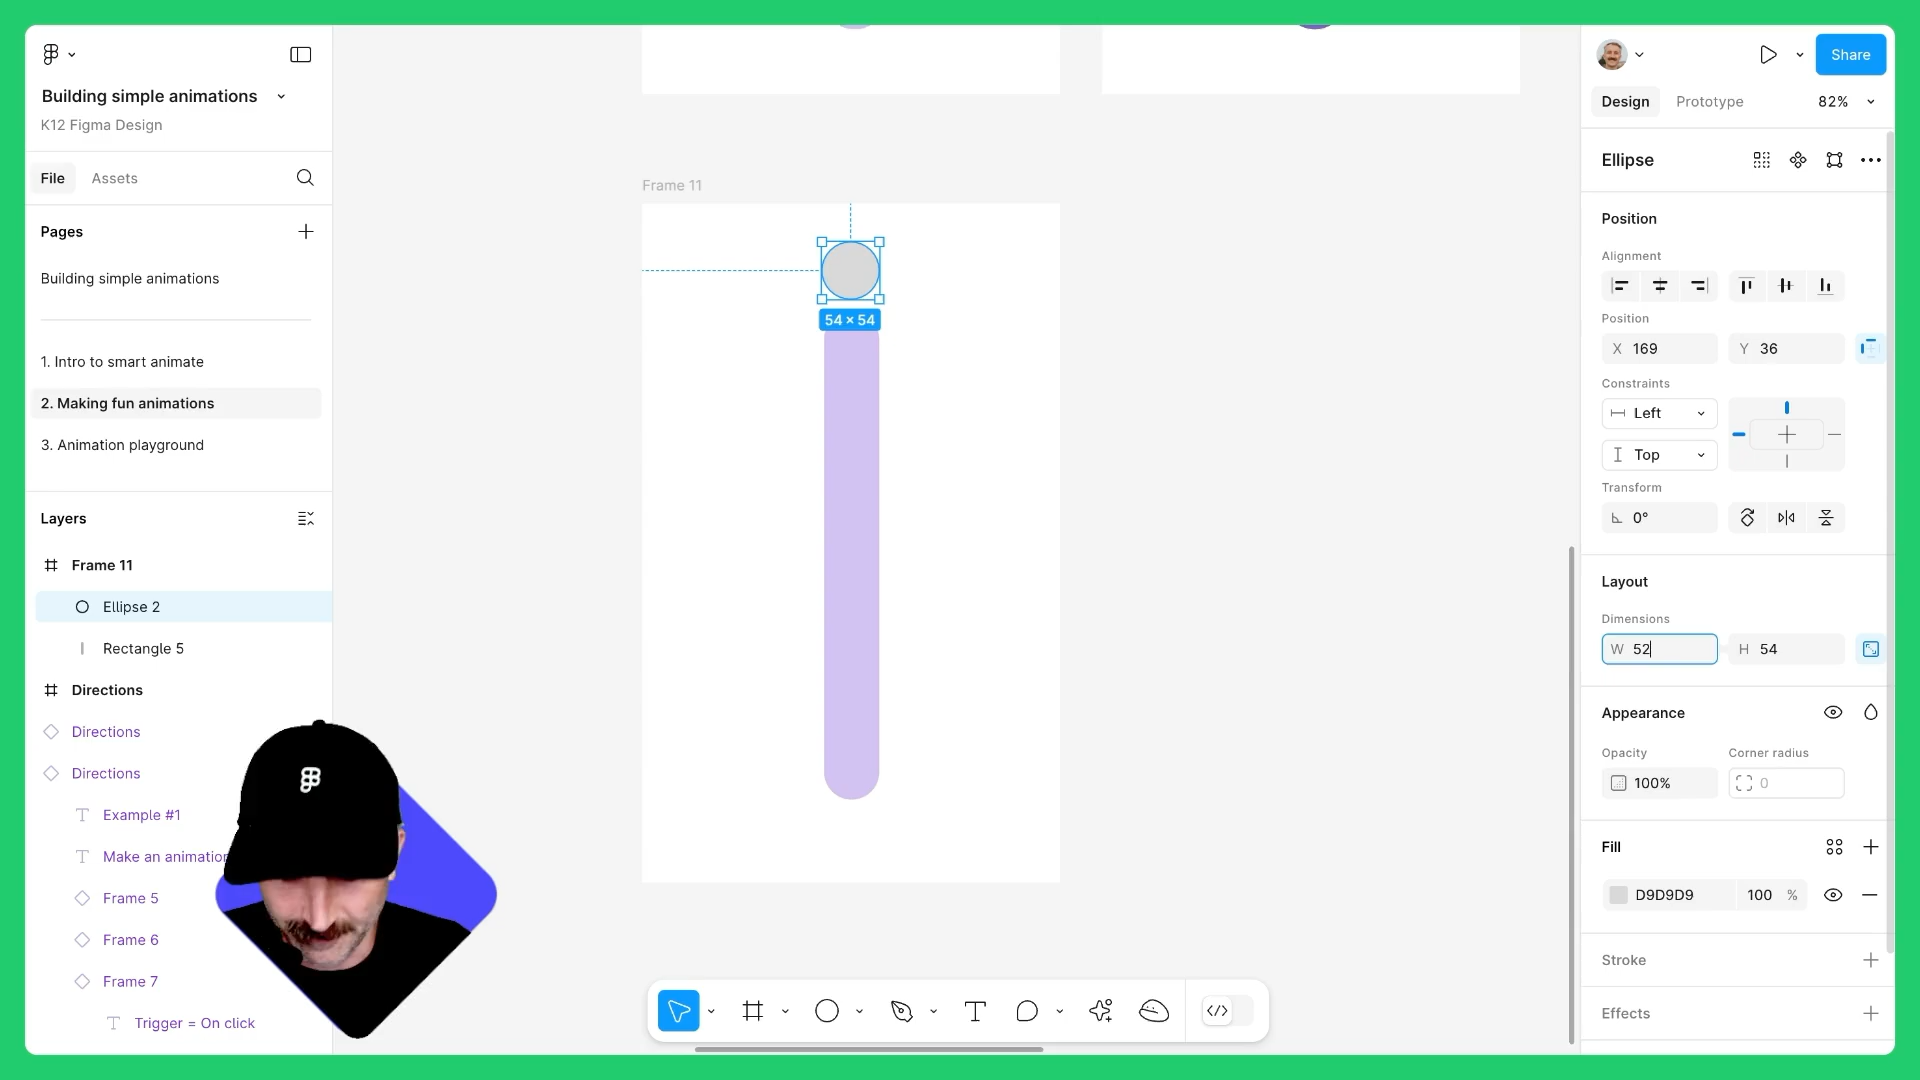 Building simple animations
K12 Figma Design
File
Assets
Pages
Building simple animations
1. Intro to smart animate
2. Making fun animations
3. Animation playground
Layers
Frame 11
Ellipse 2
Rectangle 5
Directions
Directions
Directions
Example #1
Make an animation
Frame 5
Frame 6
Frame 7
Trigger = On click
Frame 11
54 × 54
Share
Design
Prototype
82%
Ellipse
Position
Alignment
Position
X 169
Y 36
Constraints
Left
Top
Transform
0°
Layout
Dimensions
W 52
H 54
Appearance
Opacity
Corner radius
100%
0
Fill
D9D9D9
100 %
Stroke
Effects